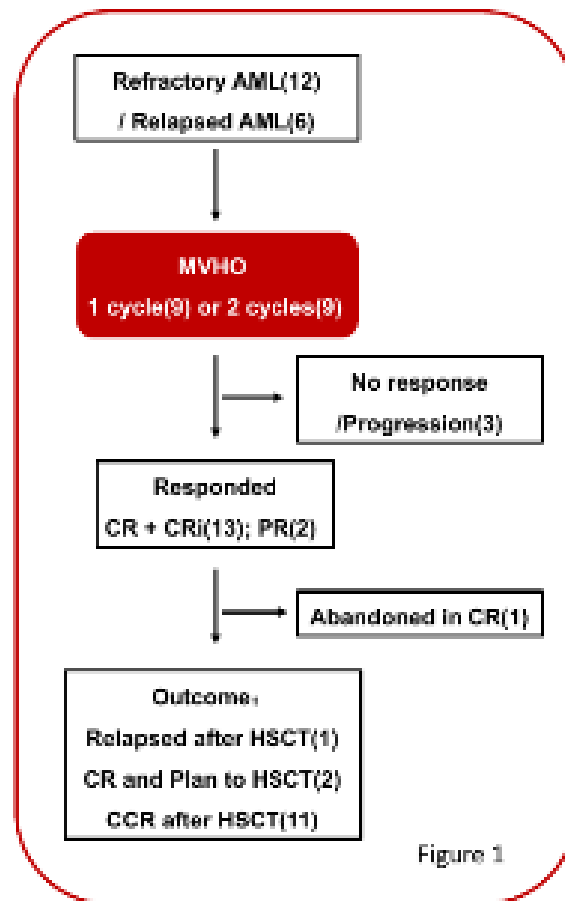 Refractory AML(12)
/ Relapsed AML(6)
MVHO
1 cycle(9) or 2 cycles(9)
No response
/Progression(3)
Responded
CR + CRi(13); PR(2)
Abandoned in CR(1)
Outcome:
Relapsed after HSCT(1)
CR and Plan to HSCT(2)
CCR after HSCT(11)
Figure 1